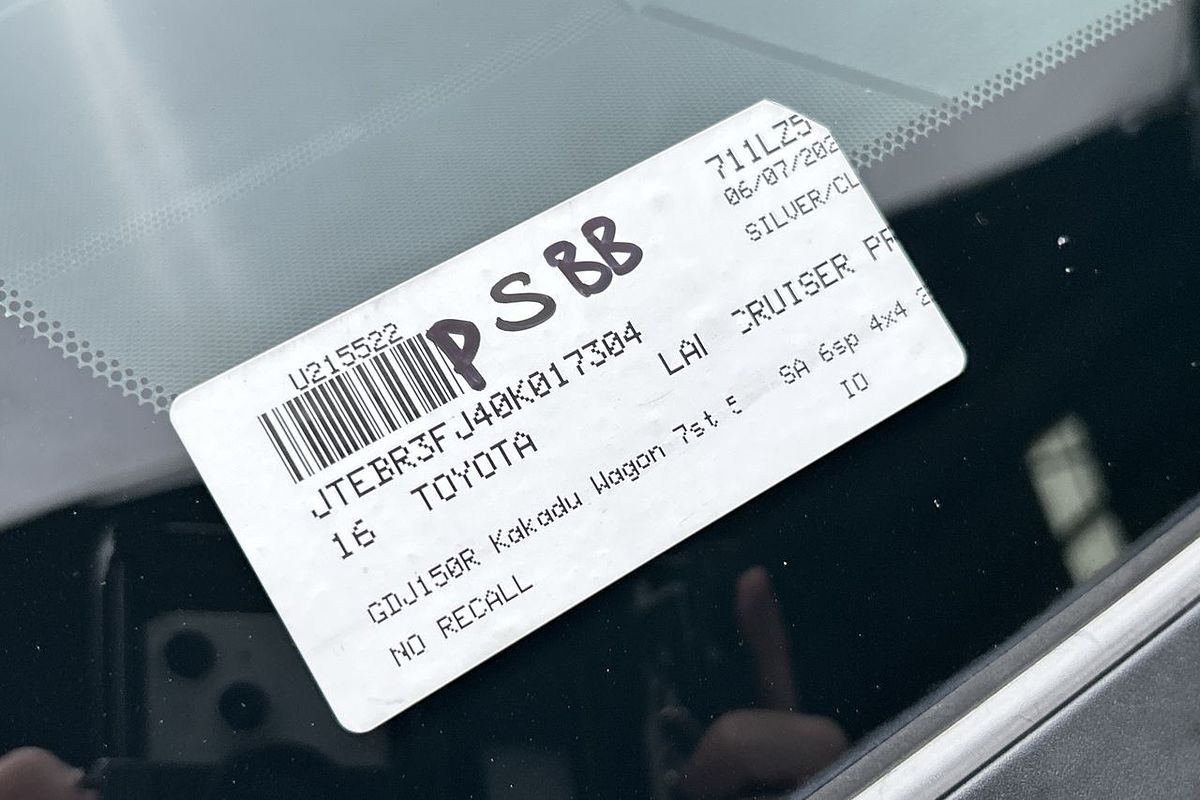 711LZ5
06/07/202
SILVER/CL
PSBB
U215522
JTEBR3FJ40K017304
16 TOYOTA LAI CRUISER PR
GDJ150R Kakadu Wagon 7st 5 SA 6sp 4x4 2
NO RECALL IO